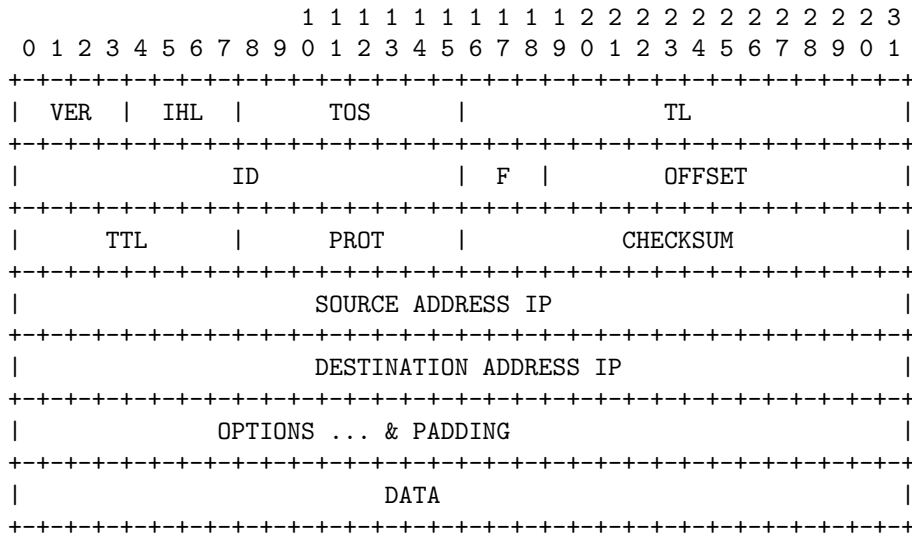 1 1 1 1 1 1 1 1 1 1 2 2 2 2 2 2 2 2 2 2 3
0 1 2 3 4 5 6 7 8 9 0 1 2 3 4 5 6 7 8 9 0 1 2 3 4 5 6 7 8 9 0 1
+-+-+-+-+-+-+-+-+-+-+-+-+-+-+-+-+-+-+-+-+-+-+-+-+-+-+-+-+-+-+-+-+
| VER | IHL | TOS | TL |
+-+-+-+-+-+-+-+-+-+-+-+-+-+-+-+-+-+-+-+-+-+-+-+-+-+-+-+-+-+-+-+-+
| ID | F | OFFSET |
+-+-+-+-+-+-+-+-+-+-+-+-+-+-+-+-+-+-+-+-+-+-+-+-+-+-+-+-+-+-+-+-+
| TTL | PROT | CHECKSUM |
+-+-+-+-+-+-+-+-+-+-+-+-+-+-+-+-+-+-+-+-+-+-+-+-+-+-+-+-+-+-+-+-+
| SOURCE ADDRESS IP |
+-+-+-+-+-+-+-+-+-+-+-+-+-+-+-+-+-+-+-+-+-+-+-+-+-+-+-+-+-+-+-+-+
| DESTINATION ADDRESS IP |
+-+-+-+-+-+-+-+-+-+-+-+-+-+-+-+-+-+-+-+-+-+-+-+-+-+-+-+-+-+-+-+-+
| OPTIONS ... & PADDING |
+-+-+-+-+-+-+-+-+-+-+-+-+-+-+-+-+-+-+-+-+-+-+-+-+-+-+-+-+-+-+-+-+
| DATA |
+-+-+-+-+-+-+-+-+-+-+-+-+-+-+-+-+-+-+-+-+-+-+-+-+-+-+-+-+-+-+-+-+